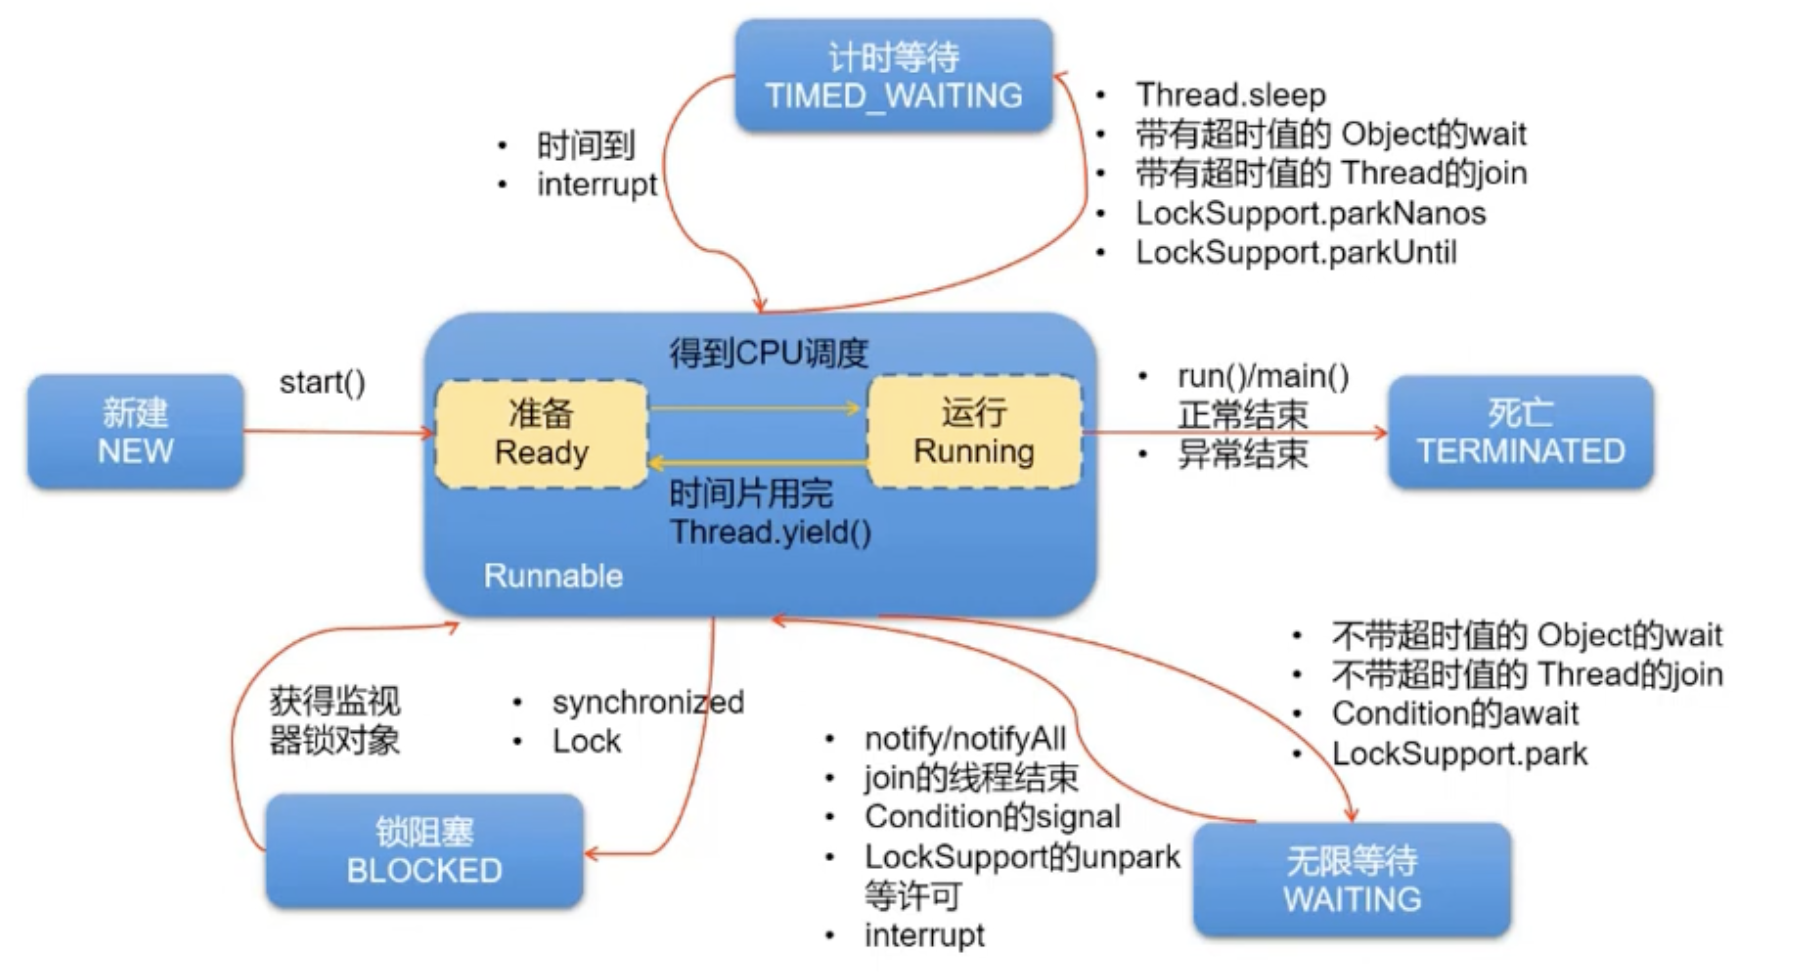 计时等待
TIMED_WAITING
• 时间到
• interrupt
• Thread.sleep
• 带有超时值的 Object的wait
• 带有超时值的 Thread的join
• LockSupport.parkNanos
• LockSupport.parkUntil
新建
NEW
start()
得到CPU调度
准备
Ready
运行
Running
时间片用完
Thread.yield()
Runnable
• run()/main()
正常结束
• 异常结束
死亡
TERMINATED
获得监视
器锁对象
• synchronized
• Lock
锁阻塞
BLOCKED
• notify/notifyAll
• join的线程结束
• Condition的signal
• LockSupport的unpark
等许可
• interrupt
• 不带超时值的 Object的wait
• 不带超时值的 Thread的join
• Condition的await
• LockSupport.park
无限等待
WAITING